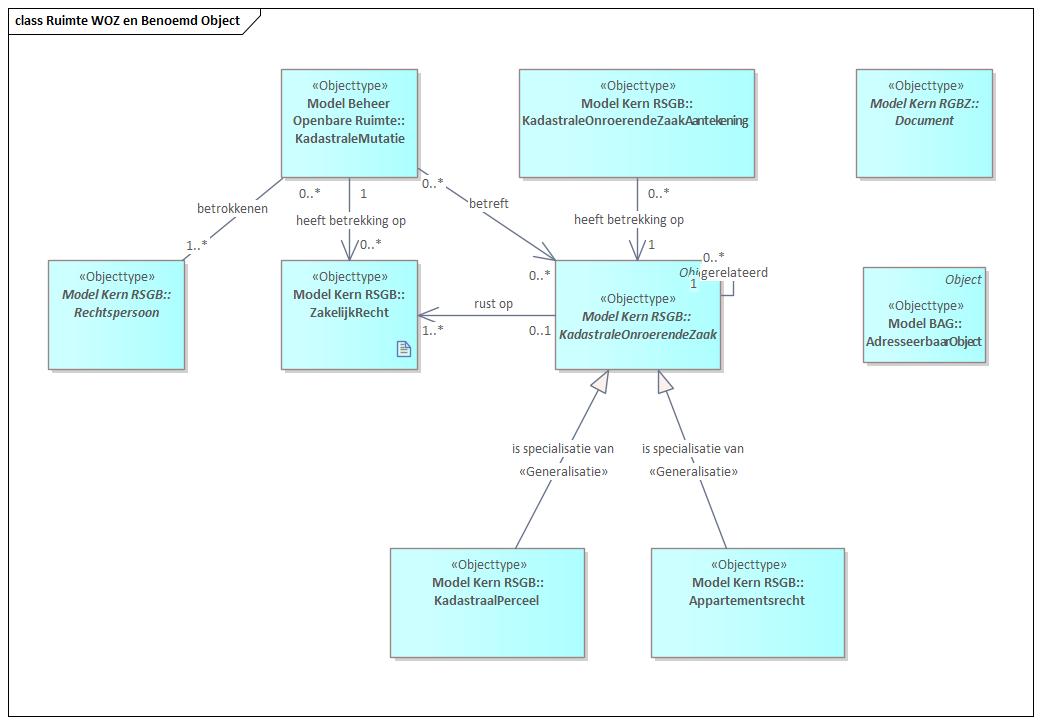 class Ruimte WOZ en Benoemd Object
«Objecttype»
Model Beheer
Openbare Ruimte::
KadastraleMutatie
«Objecttype»
Model Kern RSGB::
KadastraleOnroerendeZaakAantekening
«Objecttype»
Model Kern RGBZ::
Document
0..*
1
0..*
0..*
betrokkenen
heeft betrekking op
betreft
heeft betrekking op
1..*
0..*
0..*
1
0..*
«Objecttype»
Model Kern RSGB::
Rechtspersoon
«Objecttype»
Model Kern RSGB::
ZakelijkRecht
gerelateerd
1
«Objecttype»
Model Kern RSGB::
KadastraleOnroerendeZaak
Object
«Objecttype»
Model BAG::
AdresseerbaarObject
rust op
1..*
0..1
is specialisatie van
«Generalisatie»
is specialisatie van
«Generalisatie»
«Objecttype»
Model Kern RSGB::
KadastraalPerceel
«Objecttype»
Model Kern RSGB::
Appartementsrecht